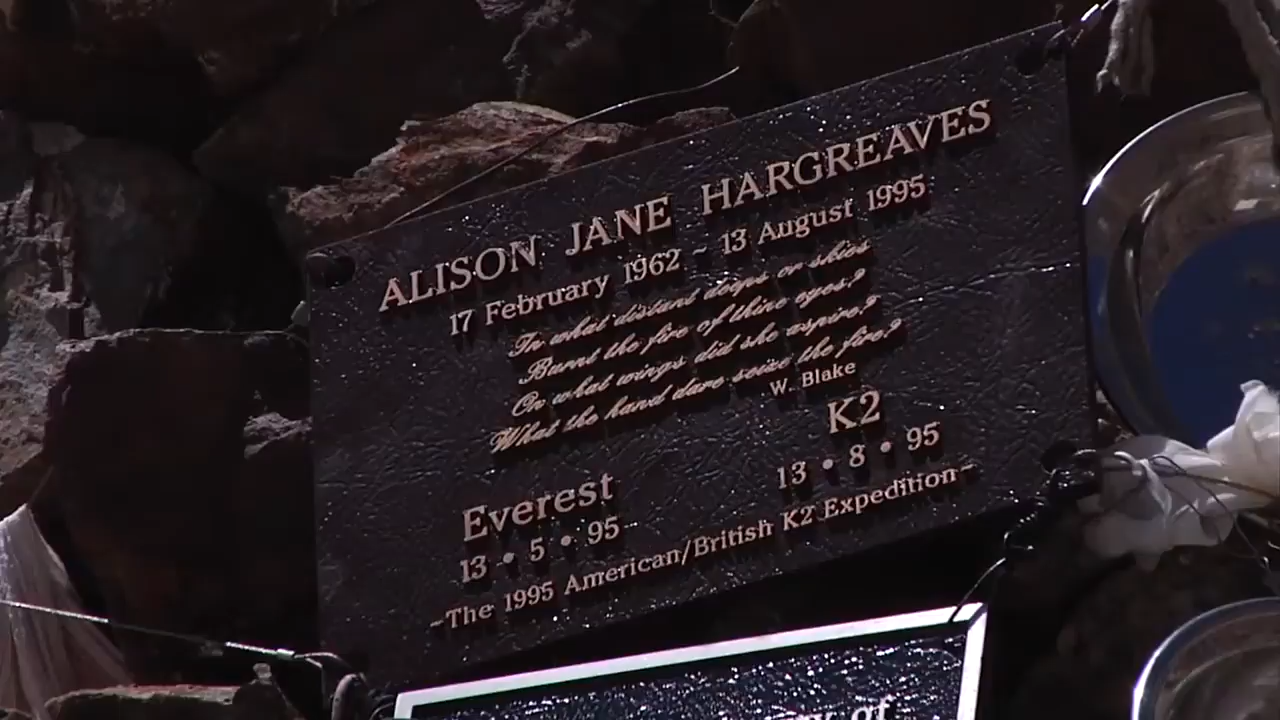 ALISON JANE HARGREAVES
17 February 1962 - 13 August 1995
In what distant deeps or skies
Burnt the fire of thine eyes?
On what wings did she aspire?
What the hand dare seize the fire?
W. Blake
Everest
13 • 5 • 95
K2
13 • 8 • 95
~The 1995 American/British K2 Expedition~
of